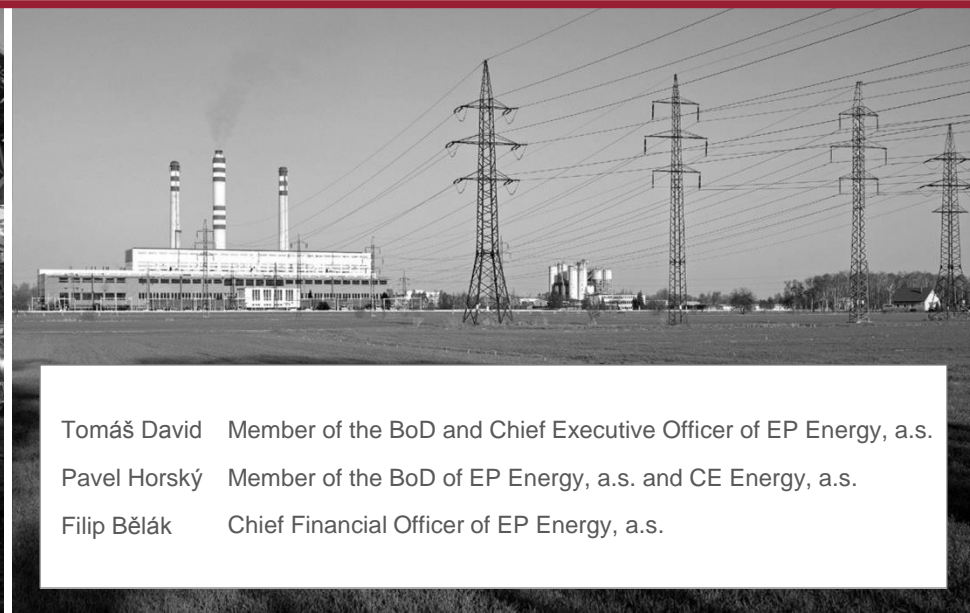 Tomáš David Member of the BoD and Chief Executive Officer of EP Energy, a.s.
Pavel Horský Member of the BoD of EP Energy, a.s. and CE Energy, a.s.
Filip Bělák Chief Financial Officer of EP Energy, a.s.